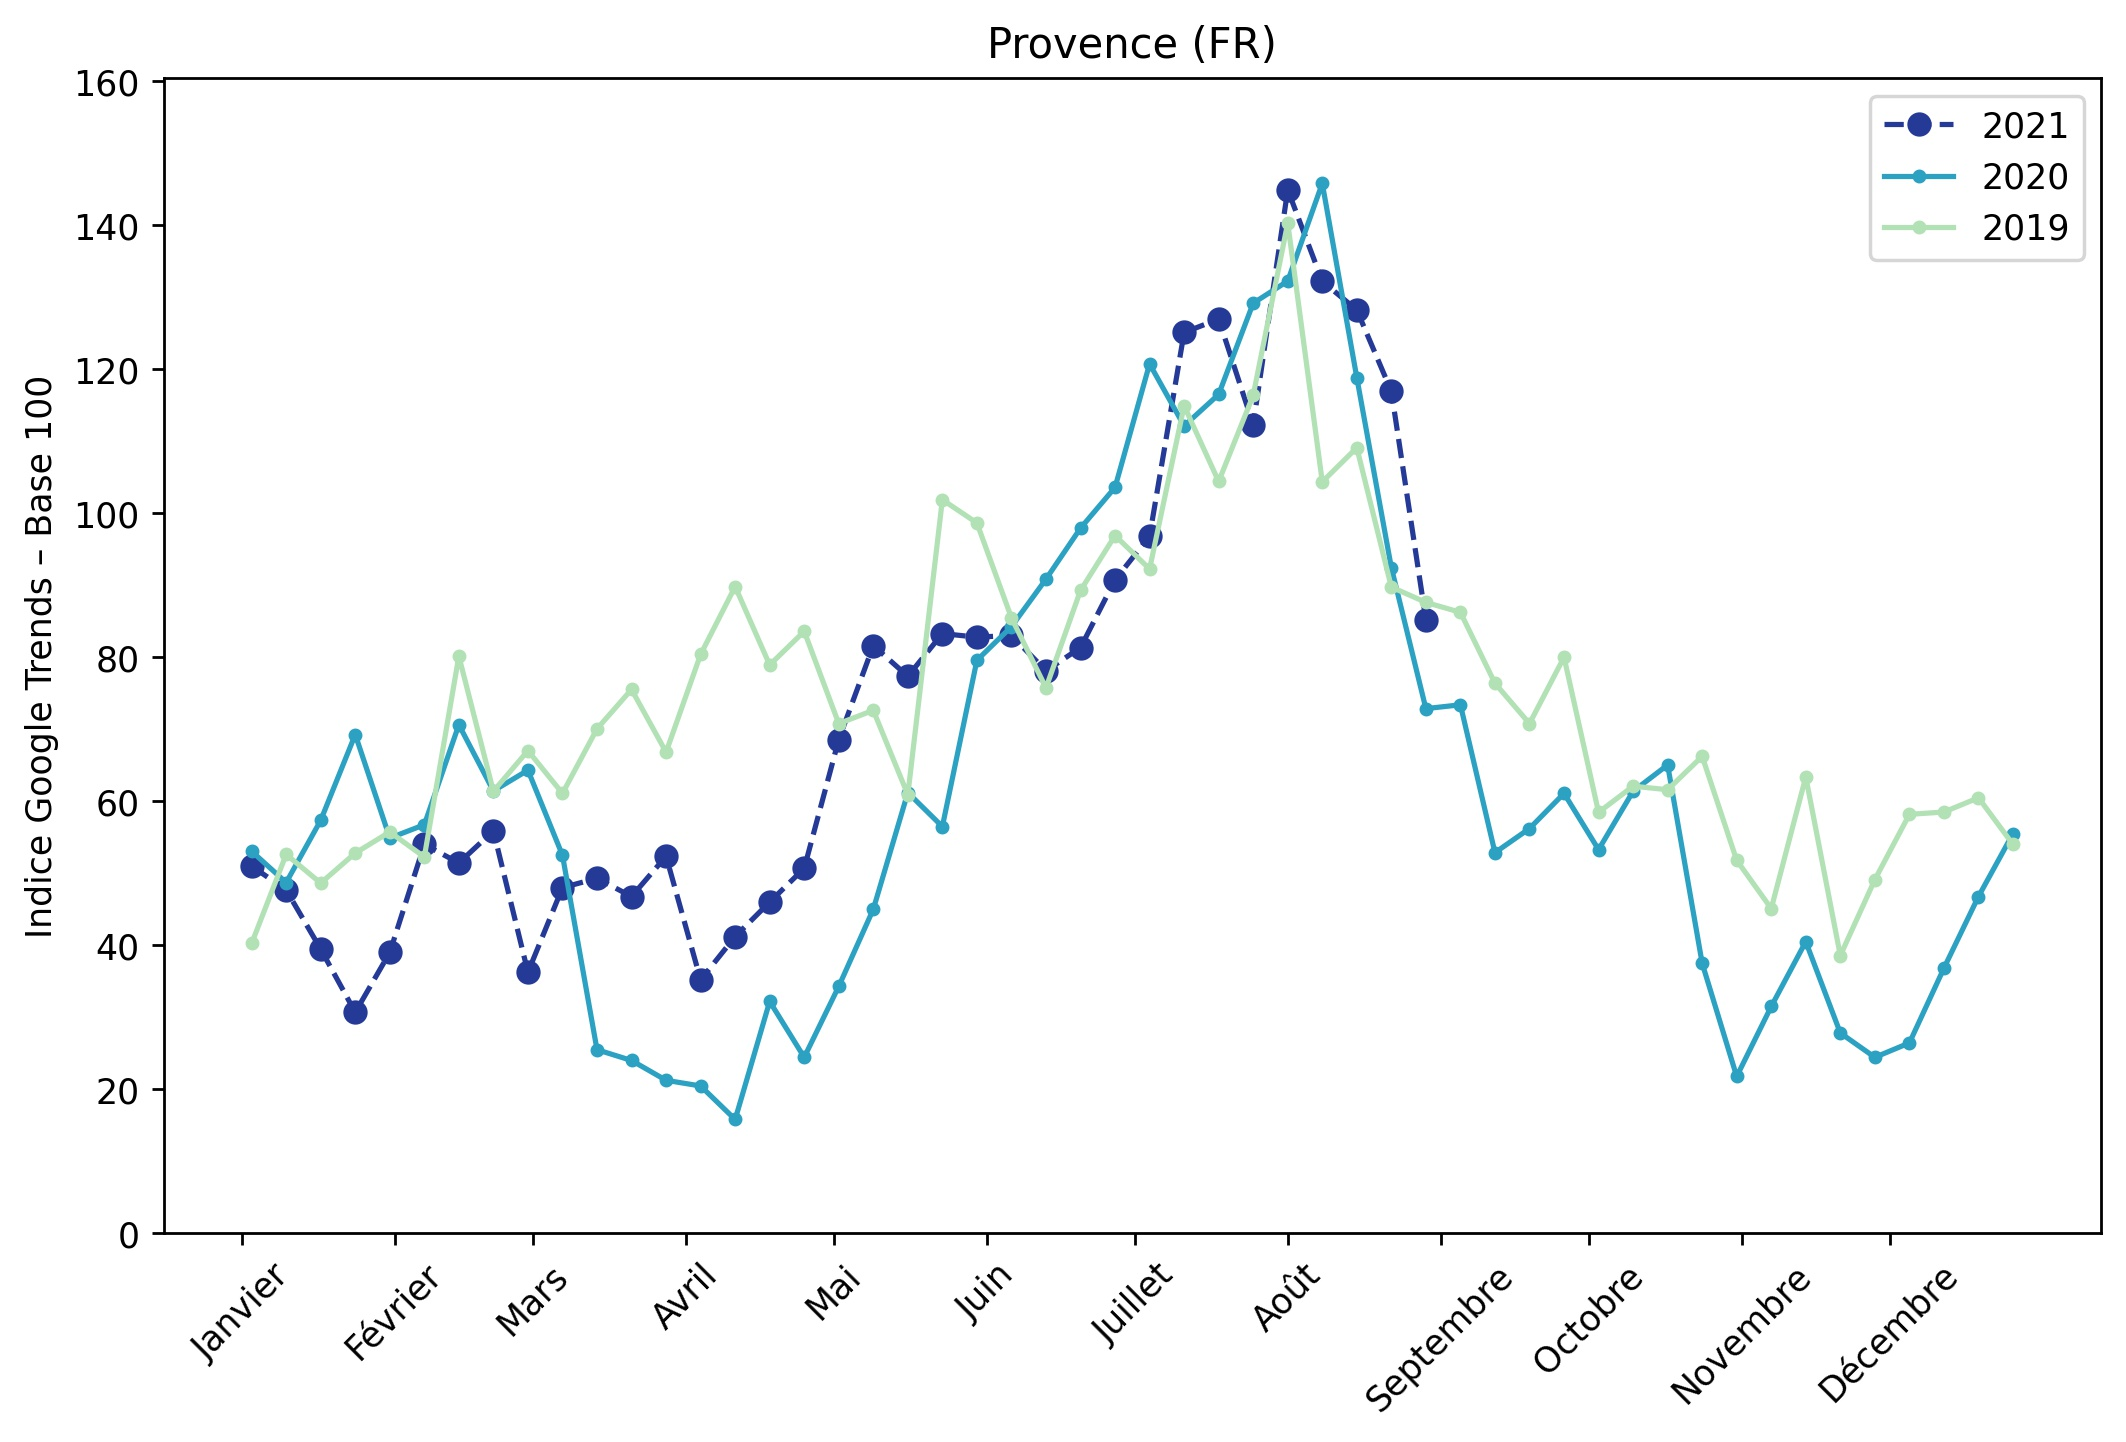 Provence (FR)
Indice Google Trends – Base 100
160
140
120
100
80
60
40
20
0
2021
2020
2019
Janvier
Février
Mars
Avril
Mai
Juin
Juillet
Août
Septembre
Octobre
Novembre
Décembre